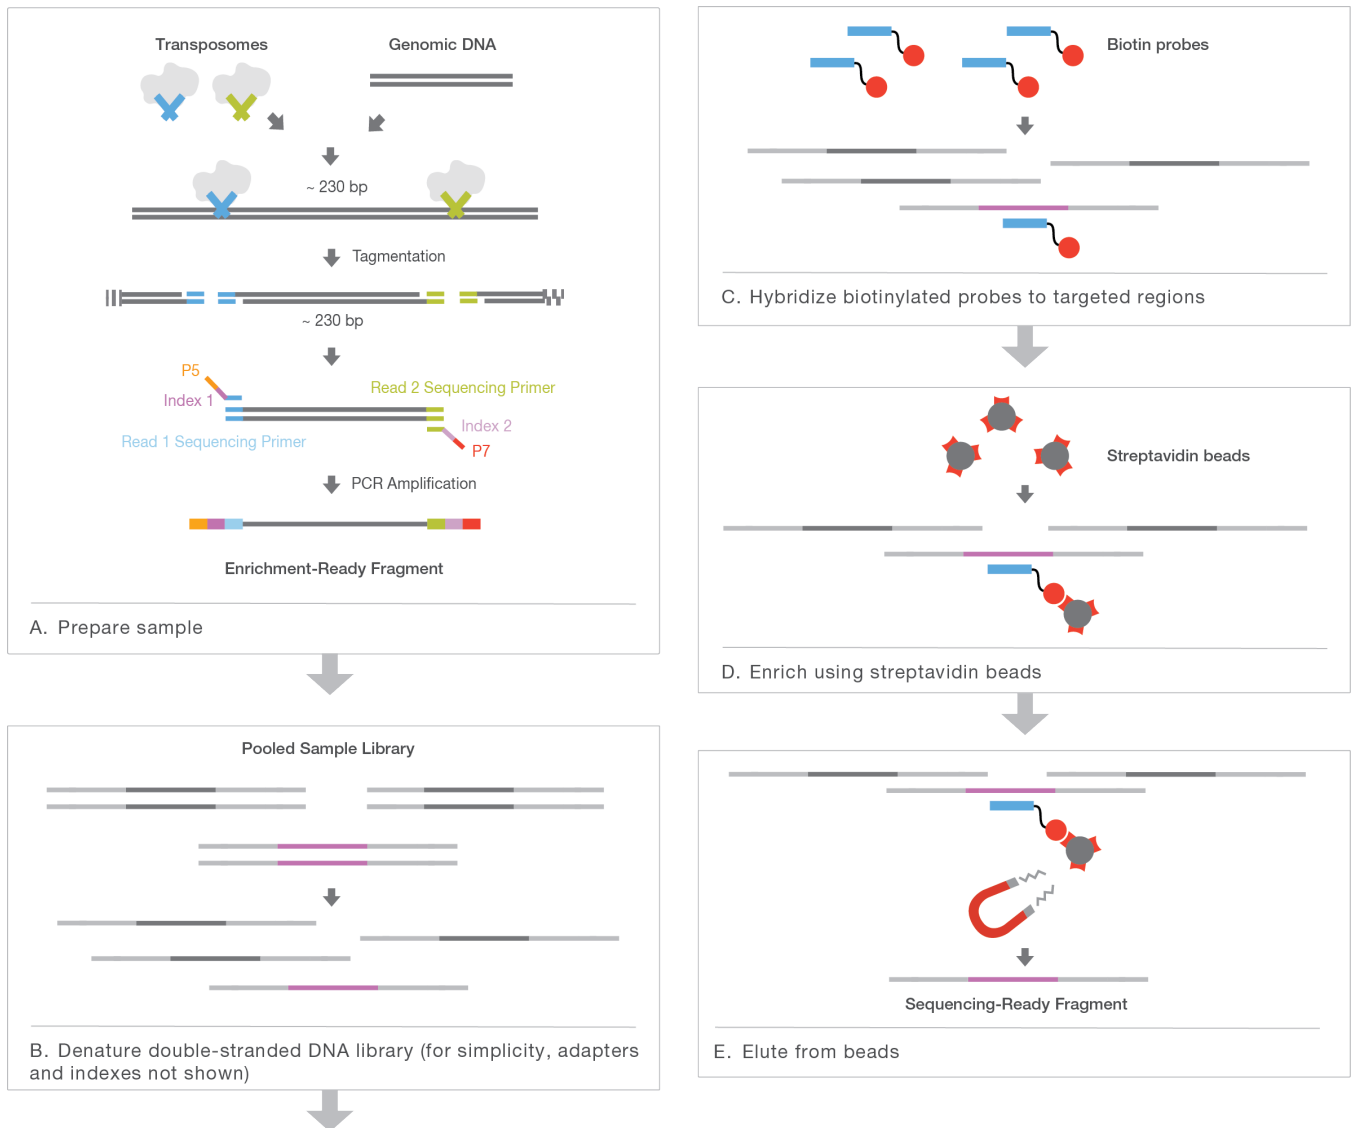 Transposomes
Genomic DNA
~ 230 bp
Tagmentation
~ 230 bp
P5
Index 1
Read 1 Sequencing Primer
Read 2 Sequencing Primer
Index 2
P7
PCR Amplification
Enrichment-Ready Fragment
A. Prepare sample
Pooled Sample Library
B. Denature double-stranded DNA library (for simplicity, adapters
and indexes not shown)
Biotin probes
C. Hybridize biotinylated probes to targeted regions
Streptavidin beads
D. Enrich using streptavidin beads
Sequencing-Ready Fragment
E. Elute from beads